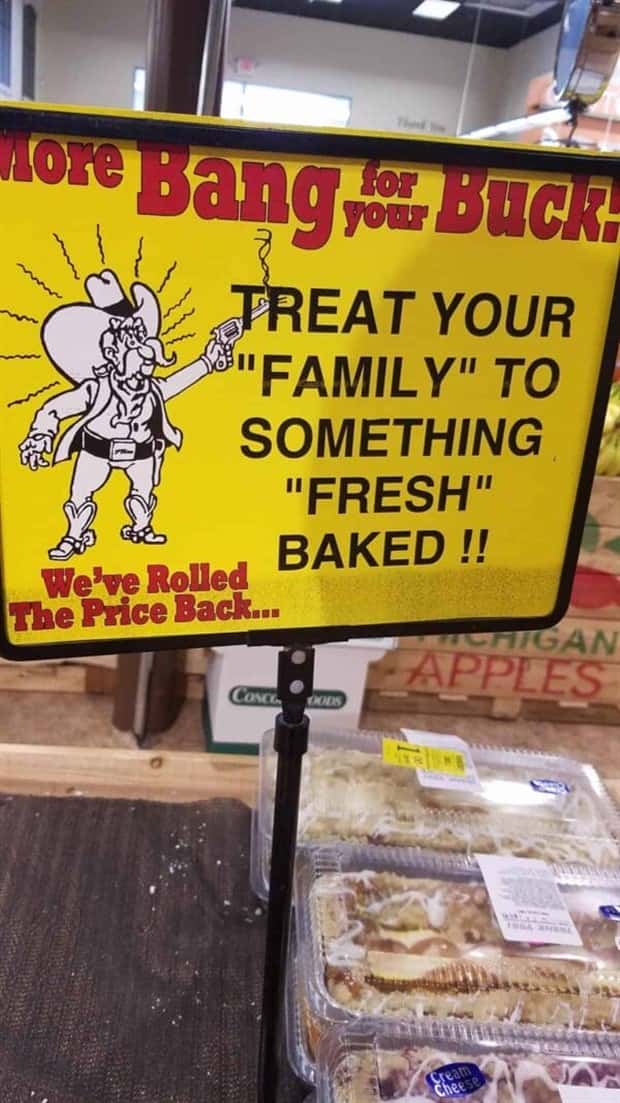 More Bang for your Buck!
TREAT YOUR
"FAMILY" TO
SOMETHING
"FRESH"
BAKED !!
We've Rolled
The Price Back...
MICHIGAN
APPLES
Cream
Cheese